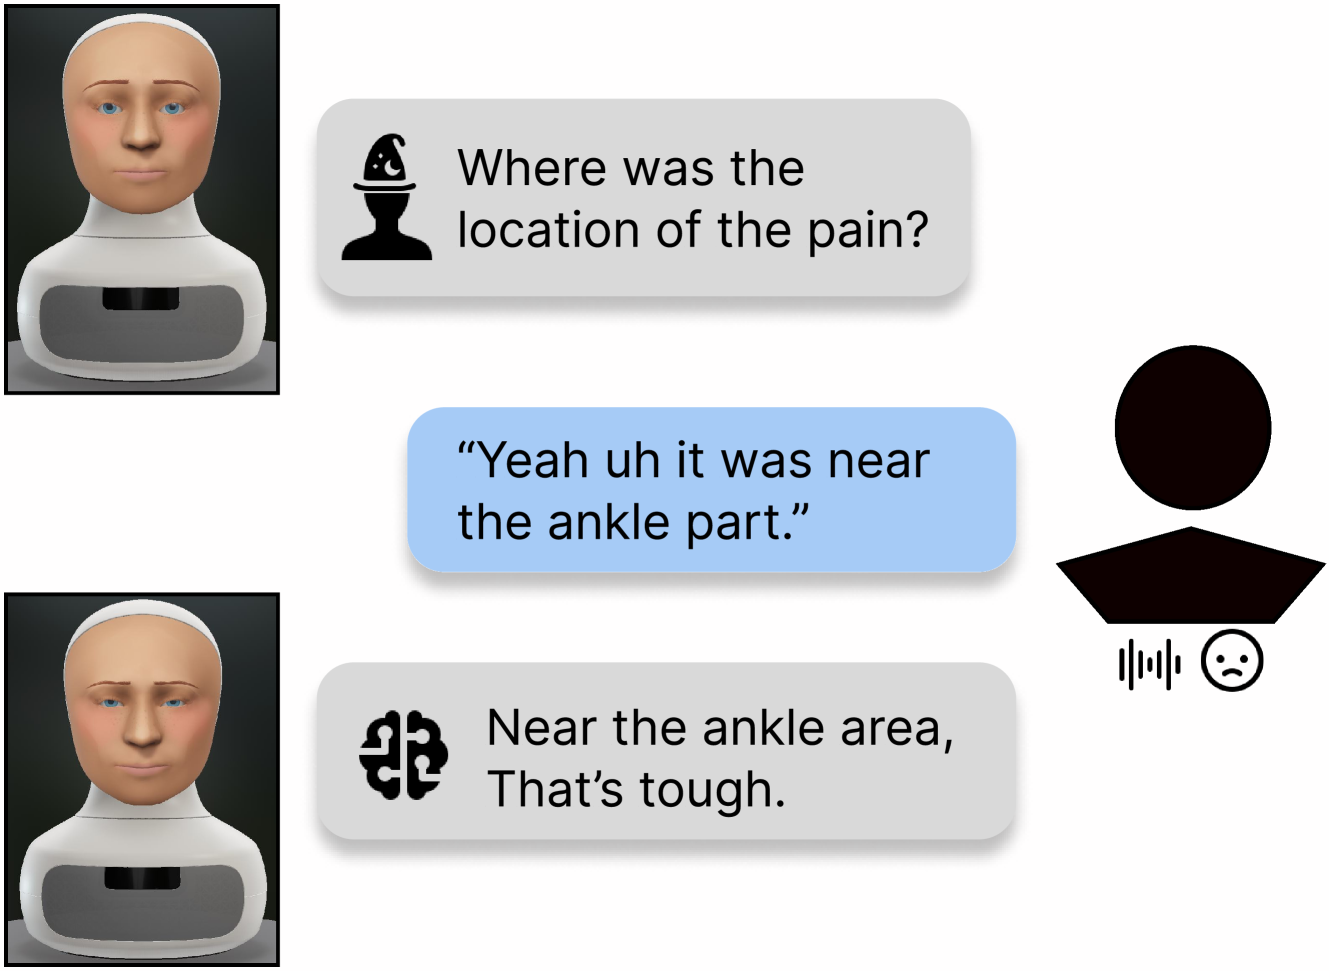 Where was the
location of the pain?
“Yeah uh it was near
the ankle part.”
Near the ankle area,
That’s tough.